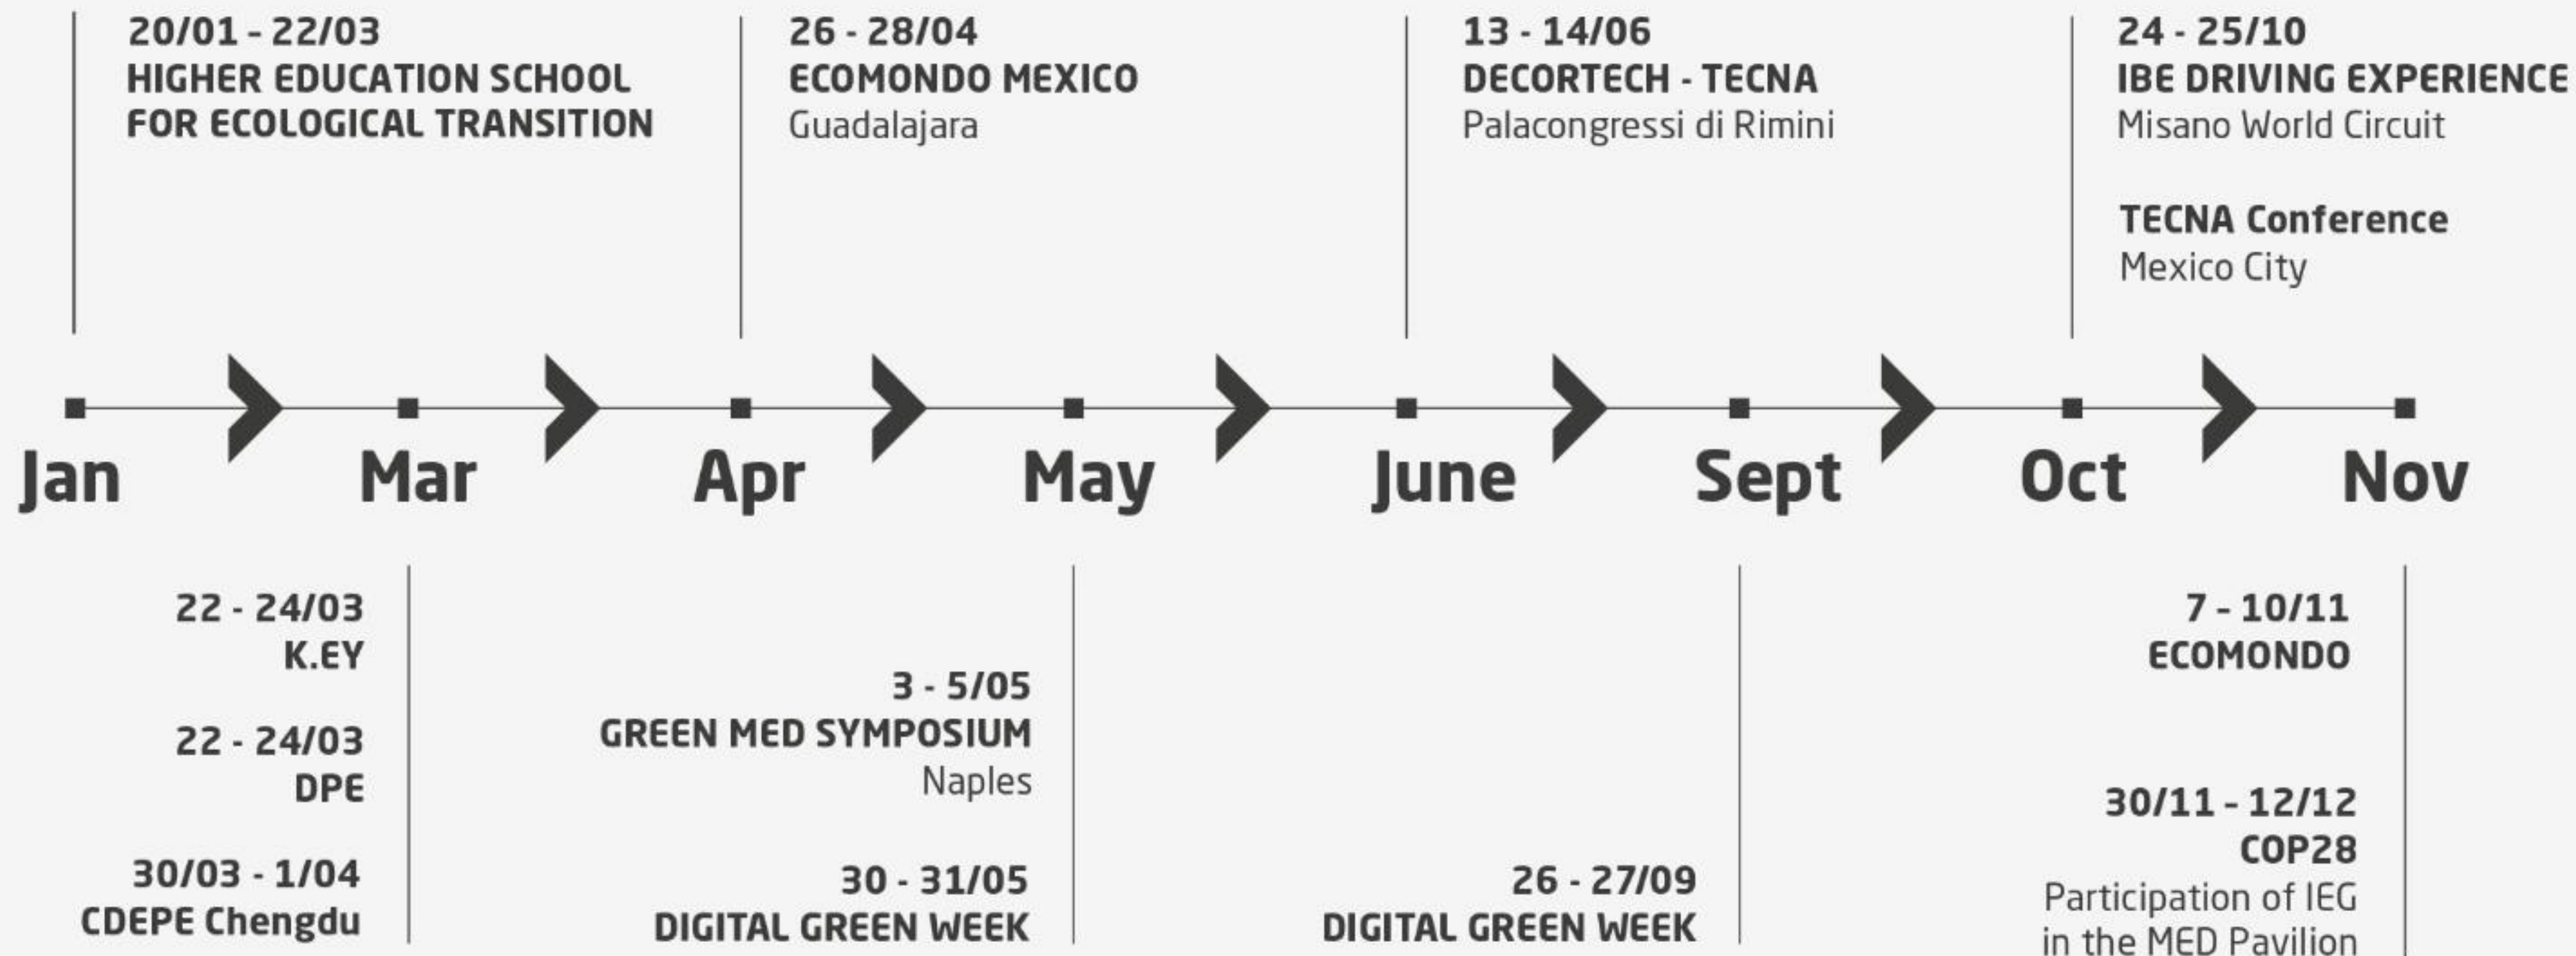 20/01 - 22/03
HIGHER EDUCATION SCHOOL
FOR ECOLOGICAL TRANSITION
26 - 28/04
ECOMONDO MEXICO
Guadalajara
13 - 14/06
DECORTECH - TECNA
Palacongressi di Rimini
24 - 25/10
IBE DRIVING EXPERIENCE
Misano World Circuit
TECNA Conference
Mexico City
Jan
Mar
Apr
May
June
Sept
Oct
Nov
22 - 24/03
K.EY
22 - 24/03
DPE
30/03 - 1/04
CDEPE Chengdu
3 - 5/05
GREEN MED SYMPOSIUM
Naples
30 - 31/05
DIGITAL GREEN WEEK
26 - 27/09
DIGITAL GREEN WEEK
7 - 10/11
ECOMONDO
30/11 - 12/12
COP28
Participation of IEG
in the MED Pavilion